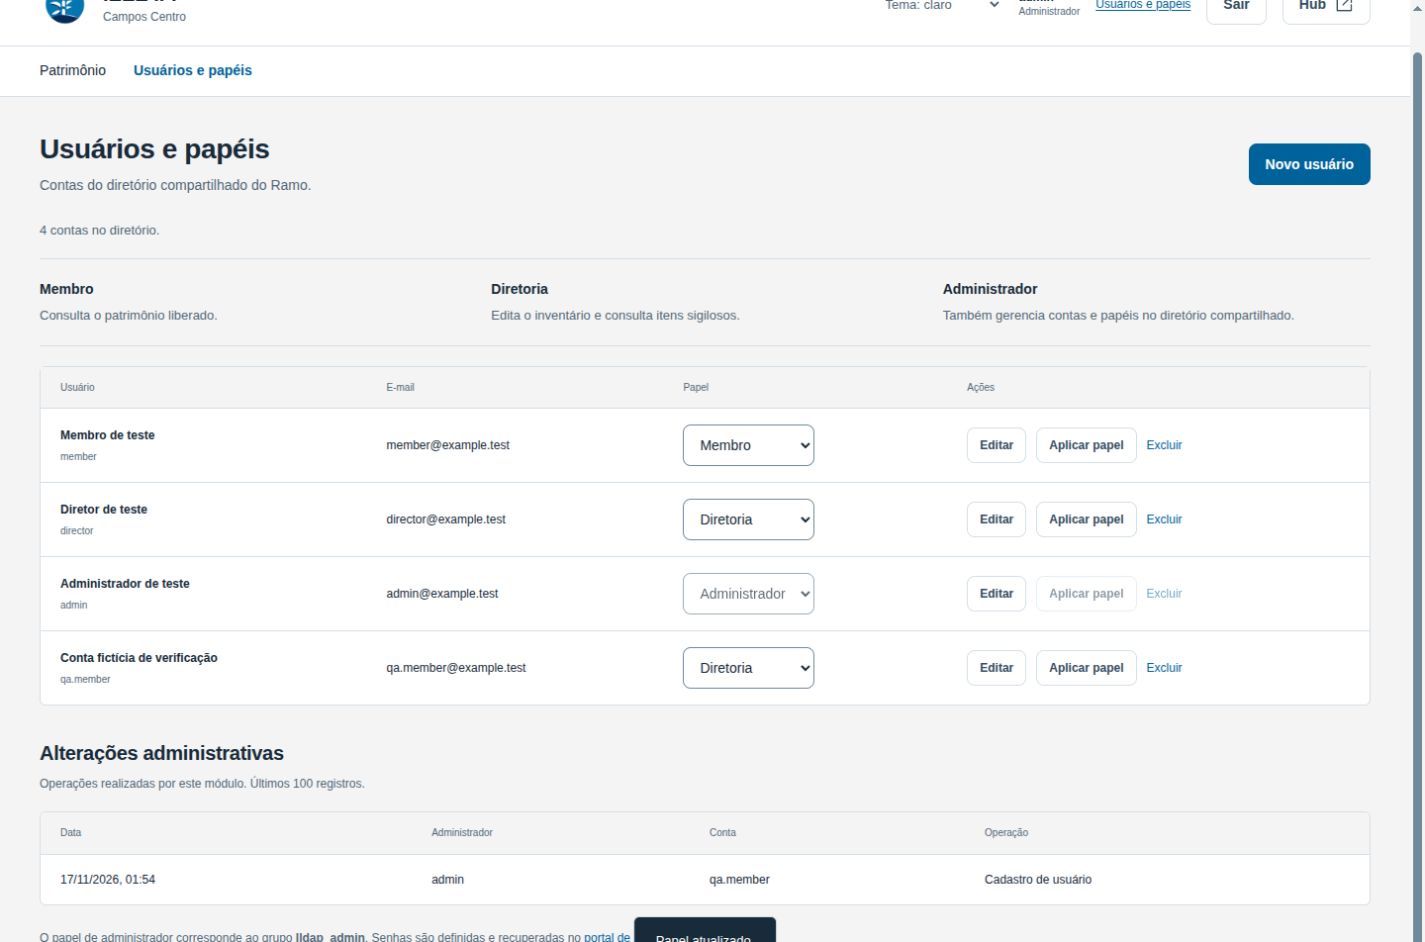 Campos Centro
Tema: claro
admin
Administrador
Usuários e papéis
Sair
Hub
Patrimônio
Usuários e papéis
Usuários e papéis
Contas do diretório compartilhado do Ramo.
Novo usuário
4 contas no diretório.
Membro
Consulta o patrimônio liberado.
Diretoria
Edita o inventário e consulta itens sigilosos.
Administrador
Também gerencia contas e papéis no diretório compartilhado.
Usuário E-mail Papel Ações
Membro de teste
member
member@example.test Membro Editar Aplicar papel Excluir
Diretor de teste
director
director@example.test Diretoria Editar Aplicar papel Excluir
Administrador de teste
admin
admin@example.test Administrador Editar Aplicar papel Excluir
Conta fictícia de verificação
qa.member
qa.member@example.test Diretoria Editar Aplicar papel Excluir
Alterações administrativas
Operações realizadas por este módulo. Últimos 100 registros.
Data Administrador Conta Operação
17/11/2026, 01:54 admin qa.member Cadastro de usuário
O papel de administrador corresponde ao grupo lldap_admin. Senhas são definidas e recuperadas no portal de
Papel atualizado